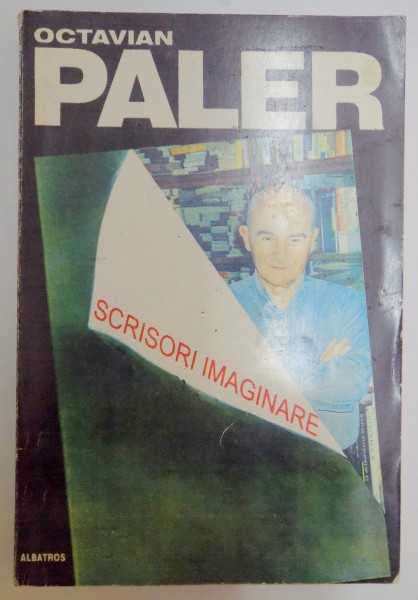 OCTAVIAN
PALER
SCRISORI IMAGINARE
ALBATROS